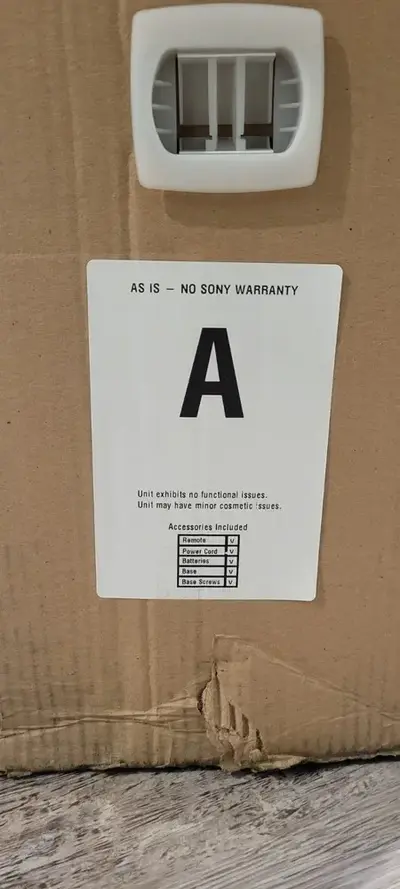 AS IS – NO SONY WARRANTY
A
Unit exhibits no functional issues.
Unit may have minor cosmetic issues.
Accessories Included
Remote V
Power Cord V
Batteries V
Base V
Base Screws V